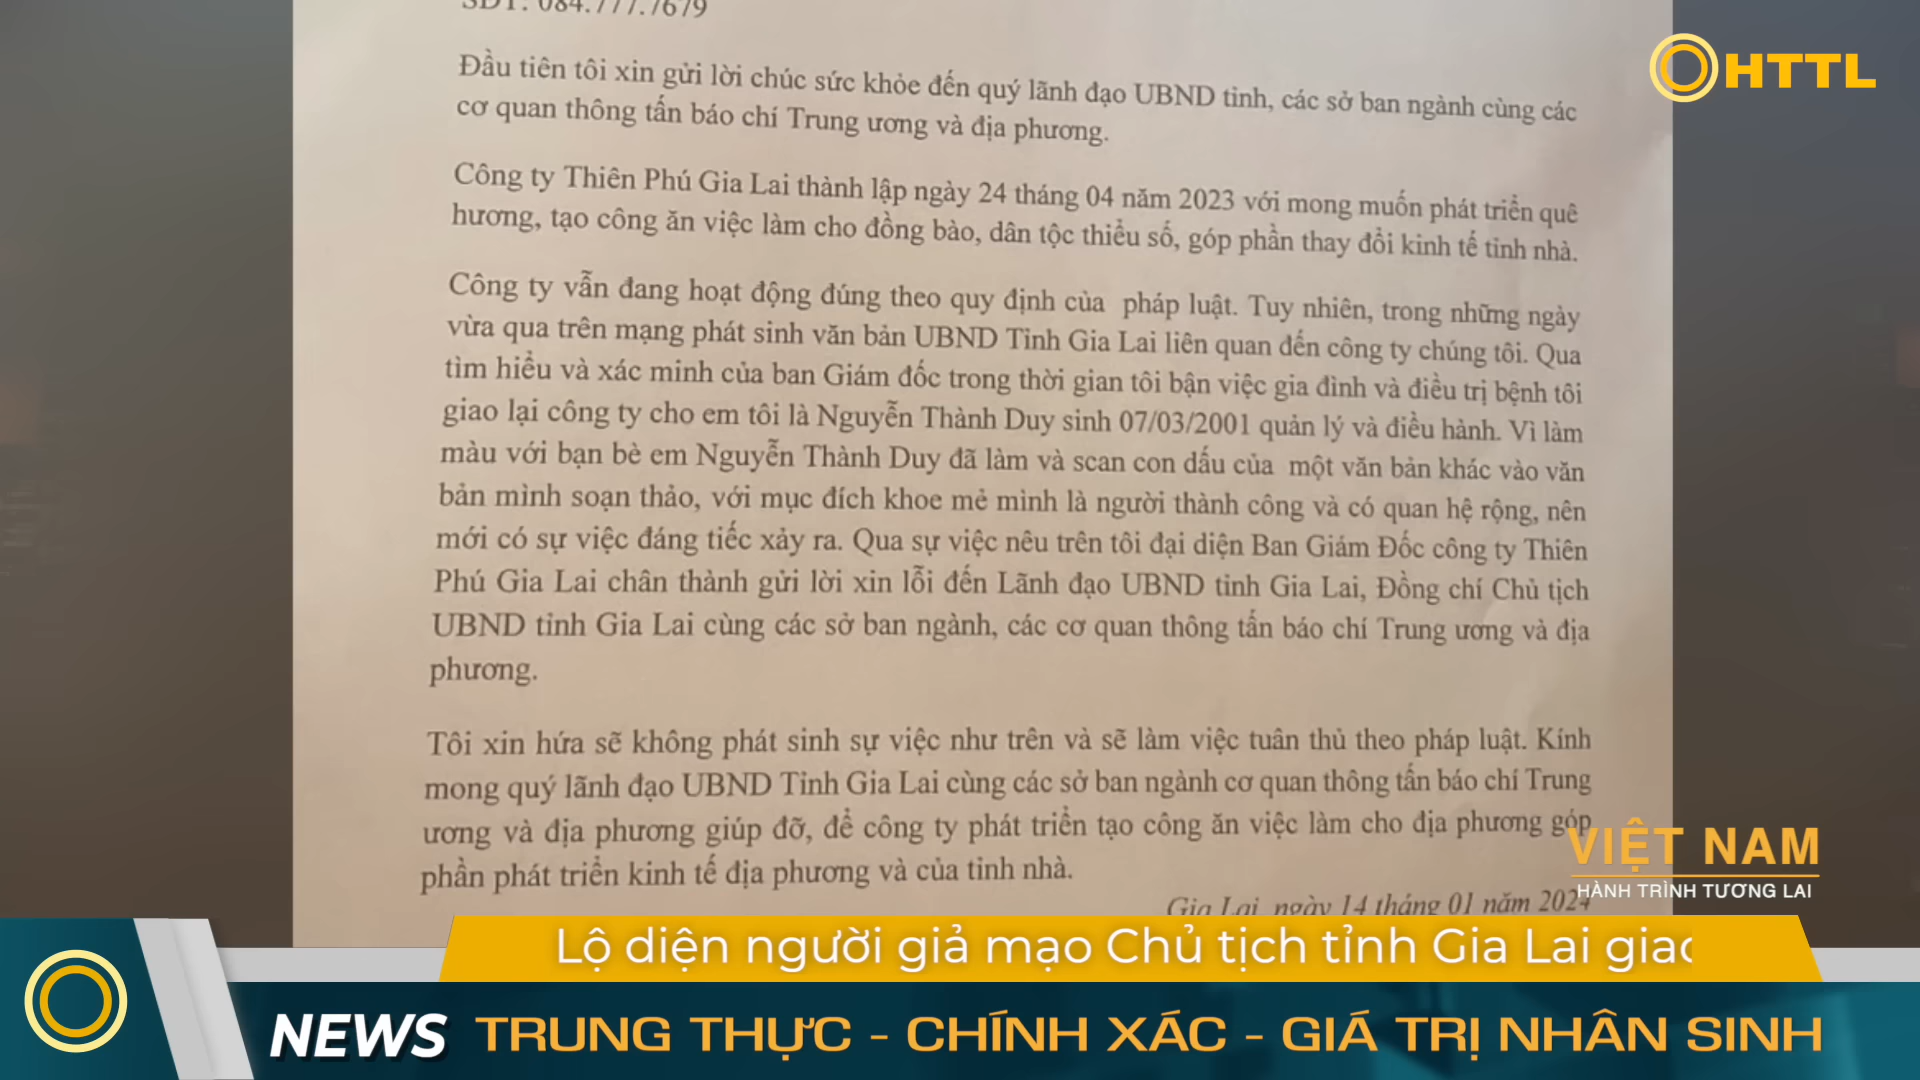 SĐT: 084.777.7679
HTTL
Đầu tiên tôi xin gửi lời chúc sức khỏe đến quý lãnh đạo UBND tỉnh, các sở ban ngành cùng các
cơ quan thông tấn báo chí Trung ương và địa phương.
Công ty Thiên Phú Gia Lai thành lập ngày 24 tháng 04 năm 2023 với mong muốn phát triển quê
hương, tạo công ăn việc làm cho đồng bào, dân tộc thiểu số, góp phần thay đổi kinh tế tỉnh nhà.
Công ty vẫn đang hoạt động đúng theo quy định của pháp luật. Tuy nhiên, trong những ngày
vừa qua trên mạng phát sinh văn bản UBND Tỉnh Gia Lai liên quan đến công ty chúng tôi. Qua
tìm hiểu và xác minh của ban Giám đốc trong thời gian tôi bận việc gia đình và điều trị bệnh tôi
giao lại công ty cho em tôi là Nguyễn Thành Duy sinh 07/03/2001 quản lý và điều hành. Vì làm
màu với bạn bè em Nguyễn Thành Duy đã làm và scan con dấu của một văn bản khác vào văn
bản mình soạn thảo, với mục đích khoe mẻ mình là người thành công và có quan hệ rộng, nên
mới có sự việc đáng tiếc xảy ra. Qua sự việc nêu trên tôi đại diện Ban Giám Đốc công ty Thiên
Phú Gia Lai chân thành gửi lời xin lỗi đến Lãnh đạo UBND tỉnh Gia Lai, Đồng chí Chủ tịch
UBND tỉnh Gia Lai cùng các sở ban ngành, các cơ quan thông tấn báo chí Trung ương và địa
phương.
Tôi xin hứa sẽ không phát sinh sự việc như trên và sẽ làm việc tuân thủ theo pháp luật. Kính
mong quý lãnh đạo UBND Tỉnh Gia Lai cùng các sở ban ngành cơ quan thông tấn báo chí Trung
ương và địa phương giúp đỡ, để công ty phát triển tạo công ăn việc làm cho địa phương góp
phần phát triển kinh tế địa phương và của tỉnh nhà.
VIỆT NAM
HÀNH TRÌNH TƯƠNG LAI
Gia Lai, ngày 14 tháng 01 năm 2024
Lộ diện người giả mạo Chủ tịch tỉnh Gia Lai giao
NEWS TRUNG THỰC - CHÍNH XÁC - GIÁ TRỊ NHÂN SINH